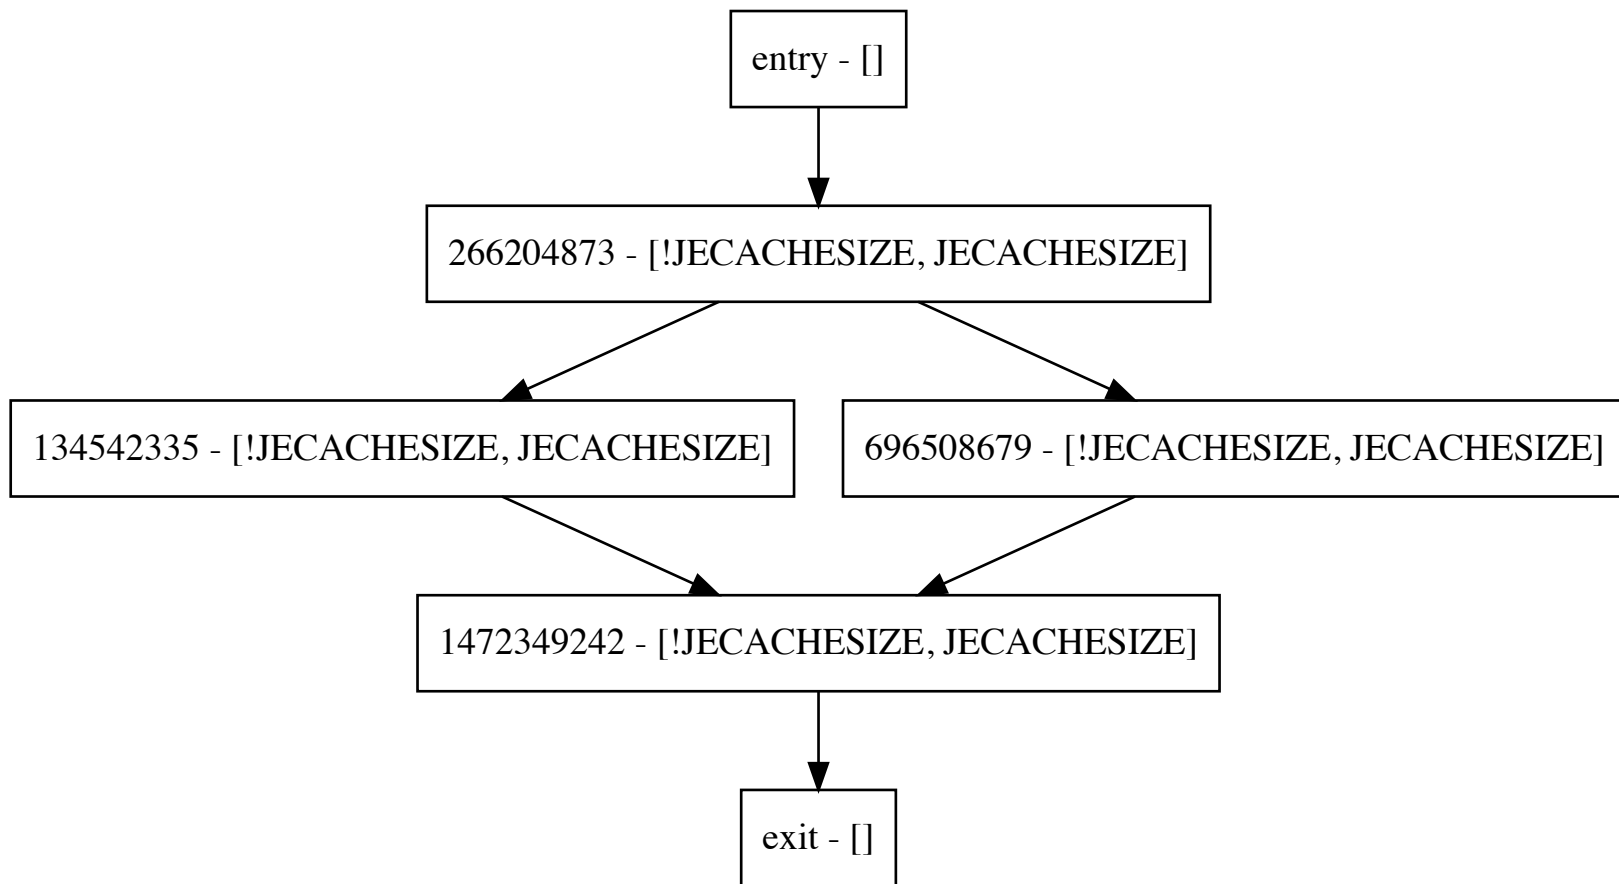 entry - []
266204873 - [!JECACHESIZE, JECACHESIZE]
134542335 - [!JECACHESIZE, JECACHESIZE]
696508679 - [!JECACHESIZE, JECACHESIZE]
1472349242 - [!JECACHESIZE, JECACHESIZE]
exit - []